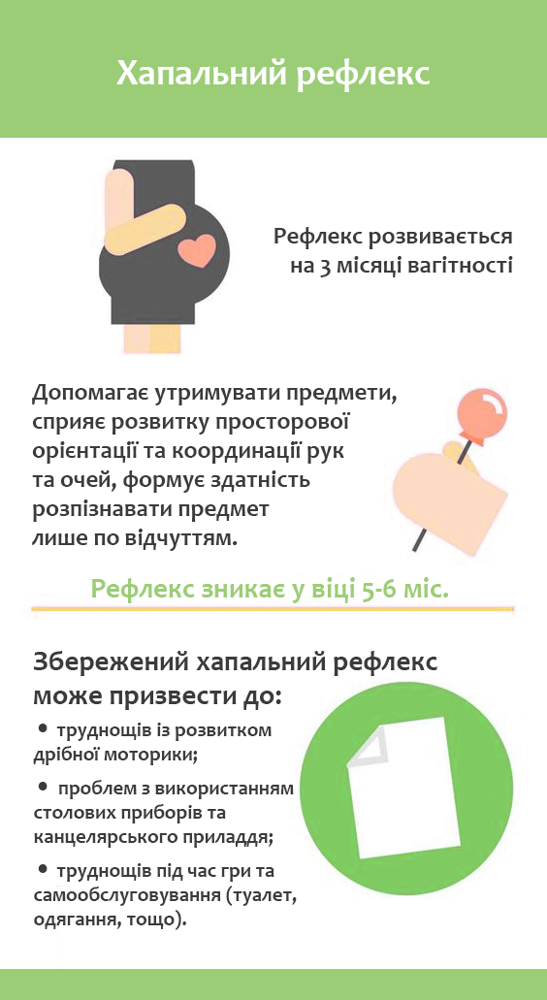 Хапальний рефлекс
Рефлекс розвивається
на 3 місяці вагітності
Допомагає утримувати предмети,
сприяє розвитку просторової
орієнтації та координації рук
та очей, формує здатність
розпізнавати предмет
лише по відчуттям.
Рефлекс зникає у віці 5-6 міс.
Збережений хапальний рефлекс
може призвести до:
• труднощів із розвитком
дрібної моторики;
• проблем з використанням
столових приборів та
канцелярського приладдя;
• труднощів під час гри та
самообслуговування (туалет,
одягання, тощо).